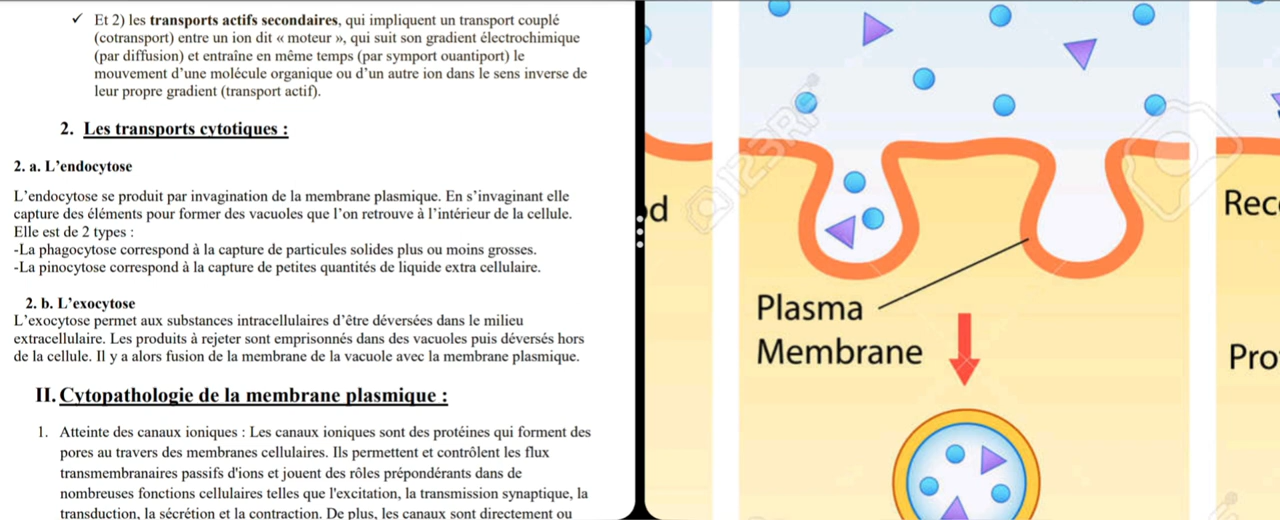 ✓ Et 2) les transports actifs secondaires, qui impliquent un transport couplé
(cotransport) entre un ion dit « moteur », qui suit son gradient électrochimique
(par diffusion) et entraîne en même temps (par symport ouantiport) le
mouvement d’une molécule organique ou d’un autre ion dans le sens inverse de
leur propre gradient (transport actif).
2. Les transports cytotiques :
2. a. L’endocytose
L’endocytose se produit par invagination de la membrane plasmique. En s’invaginant elle
capture des éléments pour former des vacuoles que l’on retrouve à l’intérieur de la cellule.
Elle est de 2 types :
-La phagocytose correspond à la capture de particules solides plus ou moins grosses.
-La pinocytose correspond à la capture de petites quantités de liquide extra cellulaire.
2. b. L’exocytose
L’exocytose permet aux substances intracellulaires d’être déversées dans le milieu
extracellulaire. Les produits à rejeter sont emprisonnés dans des vacuoles puis déversés hors
de la cellule. Il y a alors fusion de la membrane de la vacuole avec la membrane plasmique.
II. Cytopathologie de la membrane plasmique :
1. Atteinte des canaux ioniques : Les canaux ioniques sont des protéines qui forment des
pores au travers des membranes cellulaires. Ils permettent et contrôlent les flux
transmembranaires passifs d'ions et jouent des rôles prépondérants dans de
nombreuses fonctions cellulaires telles que l'excitation, la transmission synaptique, la
transduction, la sécrétion et la contraction. De plus, les canaux sont directement ou
123RF
Plasma
Membrane